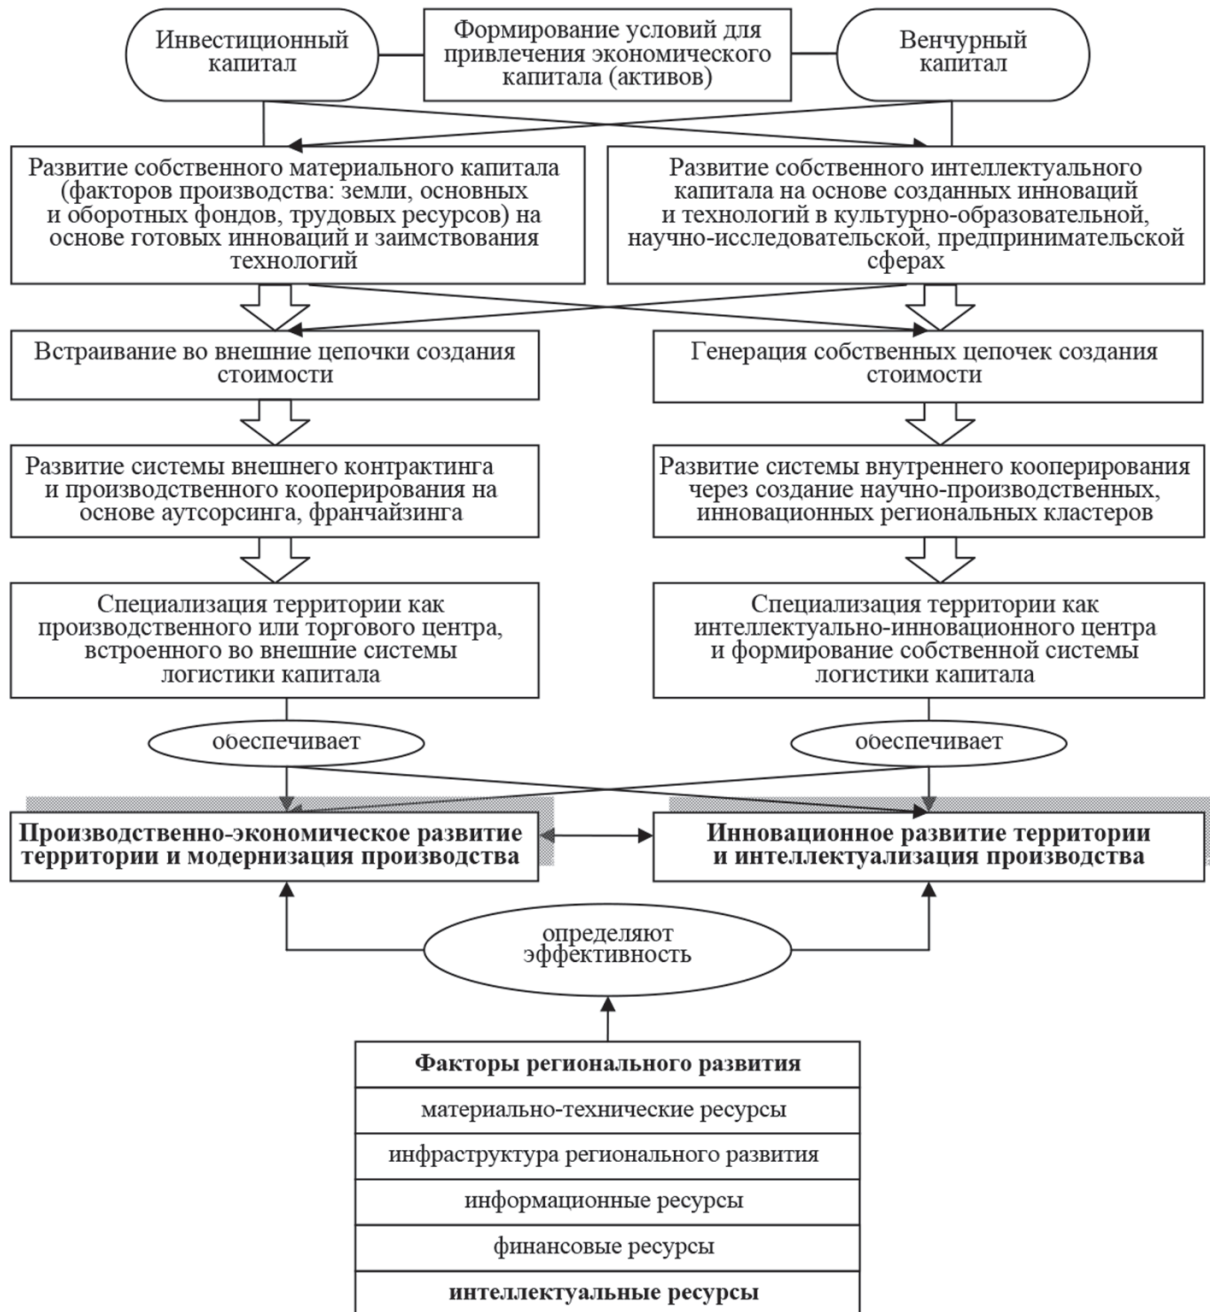 Инвестиционный
капитал
Формирование условий для
привлечения экономического
капитала (активов)
Венчурный
капитал
Развитие собственного материального капитала
(факторов производства: земли, основных
и оборотных фондов, трудовых ресурсов) на
основе готовых инноваций и заимствования
технологий
Развитие собственного интеллектуального
капитала на основе созданных инноваций
и технологий в культурно-образовательной,
научно-исследовательской, предпринимательской
сферах
Встраивание во внешние цепочки создания
стоимости
Генерация собственных цепочек создания
стоимости
Развитие системы внешнего контрактинга
и производственного кооперирования на
основе аутсорсинга, франчайзинга
Развитие системы внутреннего кооперирования
через создание научно-производственных,
инновационных региональных кластеров
Специализация территории как
производственного или торгового центра,
встроенного во внешние системы
логистики капитала
Специализация территории как
интеллектуально-инновационного центра
и формирование собственной системы
логистики капитала
обеспечивает
обеспечивает
Производственно-экономическое развитие
территории и модернизация производства
Инновационное развитие территории
и интеллектуализация производства
определяют
эффективность
Факторы регионального развития
материально-технические ресурсы
инфраструктура регионального развития
информационные ресурсы
финансовые ресурсы
интеллектуальные ресурсы